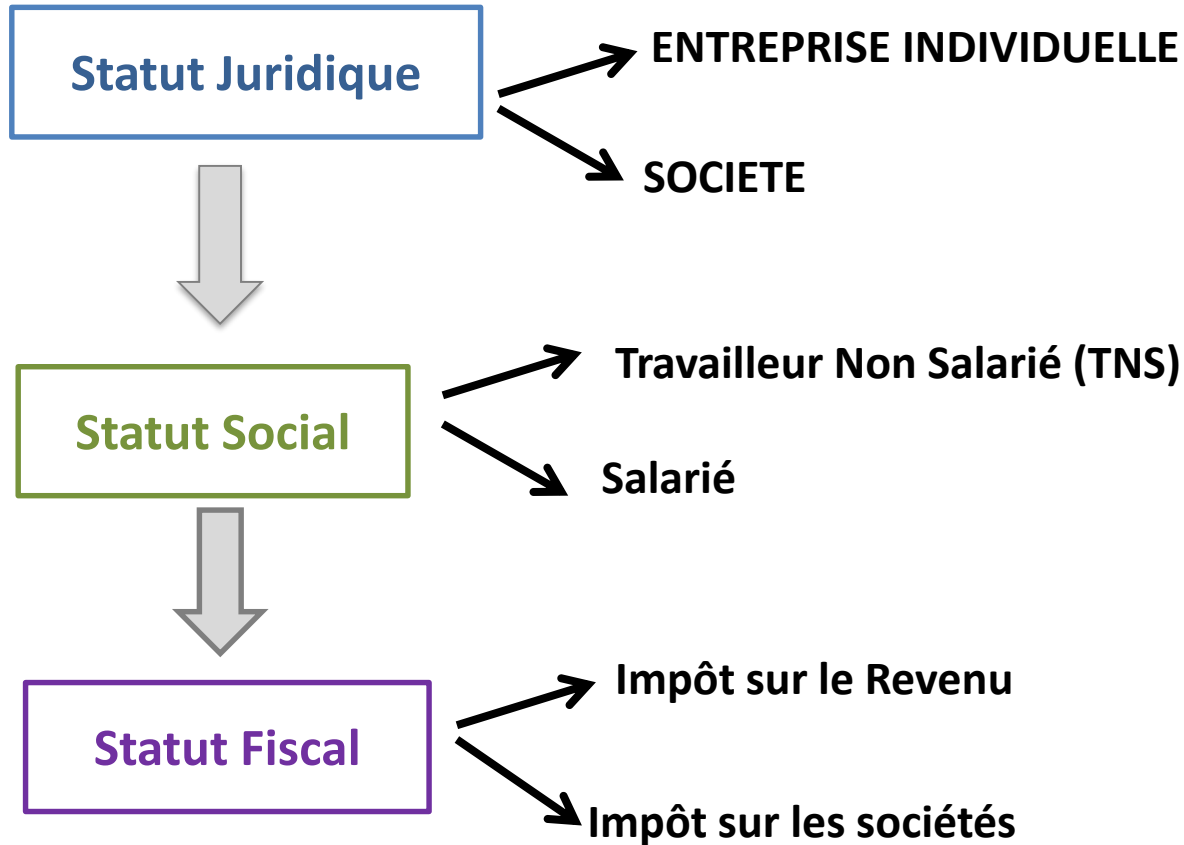 Statut Juridique
ENTREPRISE INDIVIDUELLE
SOCIETE
Statut Social
Travailleur Non Salarié (TNS)
Salarié
Statut Fiscal
Impôt sur le Revenu
Impôt sur les sociétés